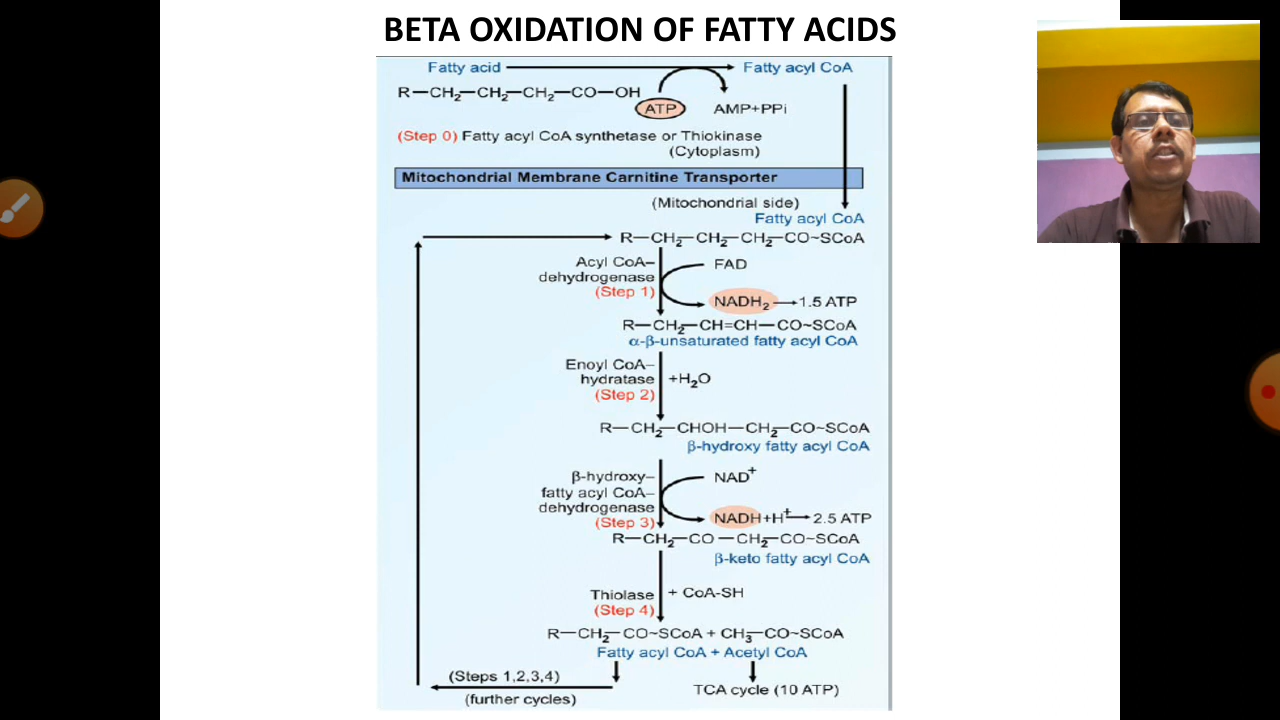 BETA OXIDATION OF FATTY ACIDS
Fatty acid Fatty acyl CoA
R—CH₂—CH₂—CH₂—CO—OH
ATP AMP+PPi
(Step 0) Fatty acyl CoA synthetase or Thiokinase
(Cytoplasm)
Mitochondrial Membrane Carnitine Transporter
(Mitochondrial side)
Fatty acyl CoA
R—CH₂—CH₂—CH₂—CO~SCoA
Acyl CoA–
dehydrogenase
(Step 1)
FAD
NADH₂ 1.5 ATP
R—CH₂—CH=CH—CO~SCoA
α-β-unsaturated fatty acyl CoA
Enoyl CoA–
hydratase
(Step 2)
+H₂O
R—CH₂—CHOH—CH₂—CO~SCoA
β-hydroxy fatty acyl CoA
β-hydroxy–
fatty acyl CoA–
dehydrogenase
(Step 3)
NAD⁺
NADH+H⁺ 2.5 ATP
R—CH₂—CO—CH₂—CO~SCoA
β-keto fatty acyl CoA
Thiolase
(Step 4)
+ CoA-SH
R—CH₂—CO~SCoA + CH₃—CO~SCoA
Fatty acyl CoA + Acetyl CoA
(Steps 1,2,3,4)
(further cycles)
TCA cycle (10 ATP)